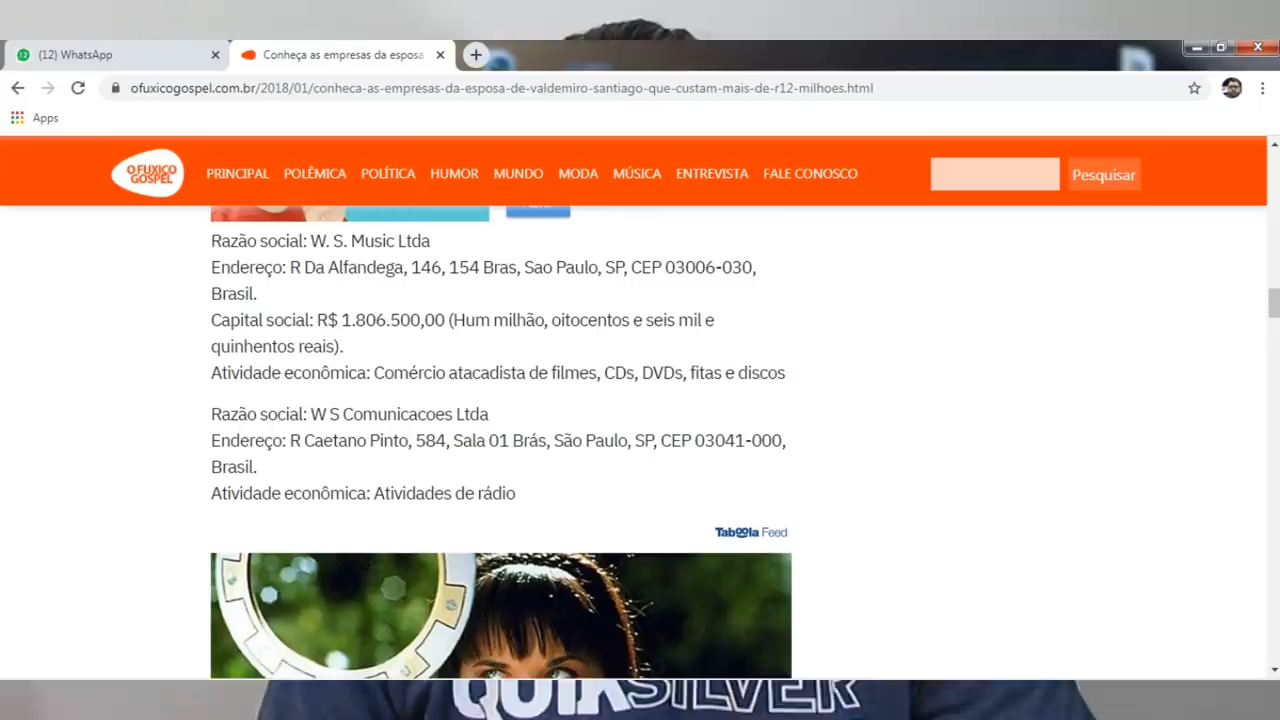 (12) WhatsApp
Conheça as empresas da esposa
ofuxicogospel.com.br/2018/01/conheca-as-empresas-da-esposa-de-valdemiro-santiago-que-custam-mais-de-r12-milhoes.html
Apps
O FUXICO
GOSPEL
PRINCIPAL POLÊMICA POLÍTICA HUMOR MUNDO MODA MÚSICA ENTREVISTA FALE CONOSCO
Pesquisar
Razão social: W. S. Music Ltda
Endereço: R Da Alfandega, 146, 154 Bras, Sao Paulo, SP, CEP 03006-030,
Brasil.
Capital social: R$ 1.806.500,00 (Hum milhão, oitocentos e seis mil e
quinhentos reais).
Atividade econômica: Comércio atacadista de filmes, CDs, DVDs, fitas e discos
Razão social: W S Comunicacoes Ltda
Endereço: R Caetano Pinto, 584, Sala 01 Brás, São Paulo, SP, CEP 03041-000,
Brasil.
Atividade econômica: Atividades de rádio
Taboola Feed
QUIKSILVER